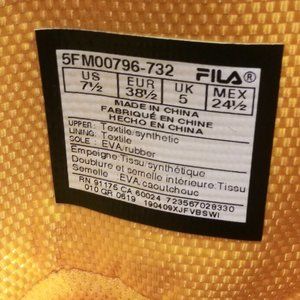 5FM00796-732 FILA®
US EUR UK MEX
7½ 38½ 5 24½
MADE IN CHINA
FABRIQUÉ EN CHINE
HECHO EN CHINA
UPPER: Textile/synthetic
LINING: Textile
SOLE : EVA/rubber
Empeigne:Tissu/synthétique
Doublure et semelle intérieure:Tissu
Semelle : EVA/caoutchouc
RN 91175 CA 60024 723567028330
010 QR 0619 190409XJFVBSWI